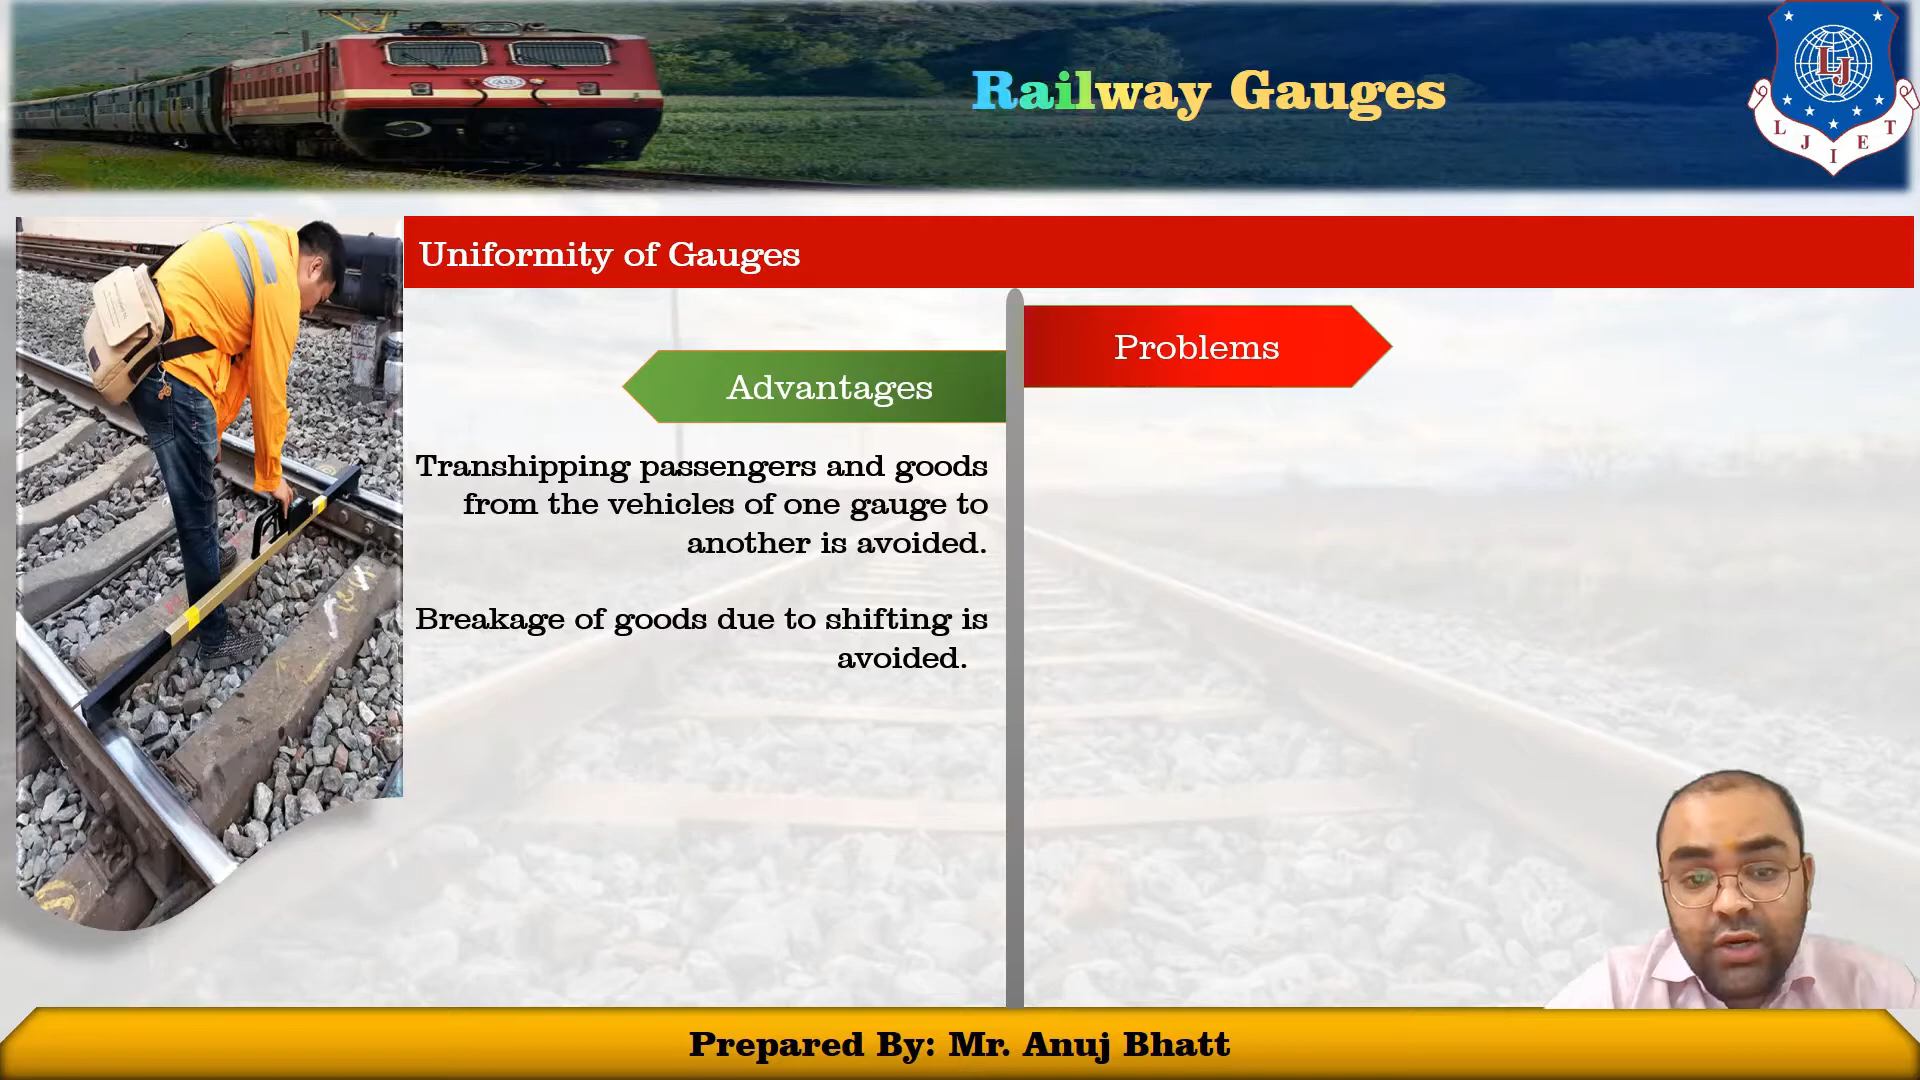 Railway Gauges
L J I E T
LJ
Uniformity of Gauges
Advantages
Transhipping passengers and goods
from the vehicles of one gauge to
another is avoided.
Breakage of goods due to shifting is
avoided.
Problems
Prepared By: Mr. Anuj Bhatt